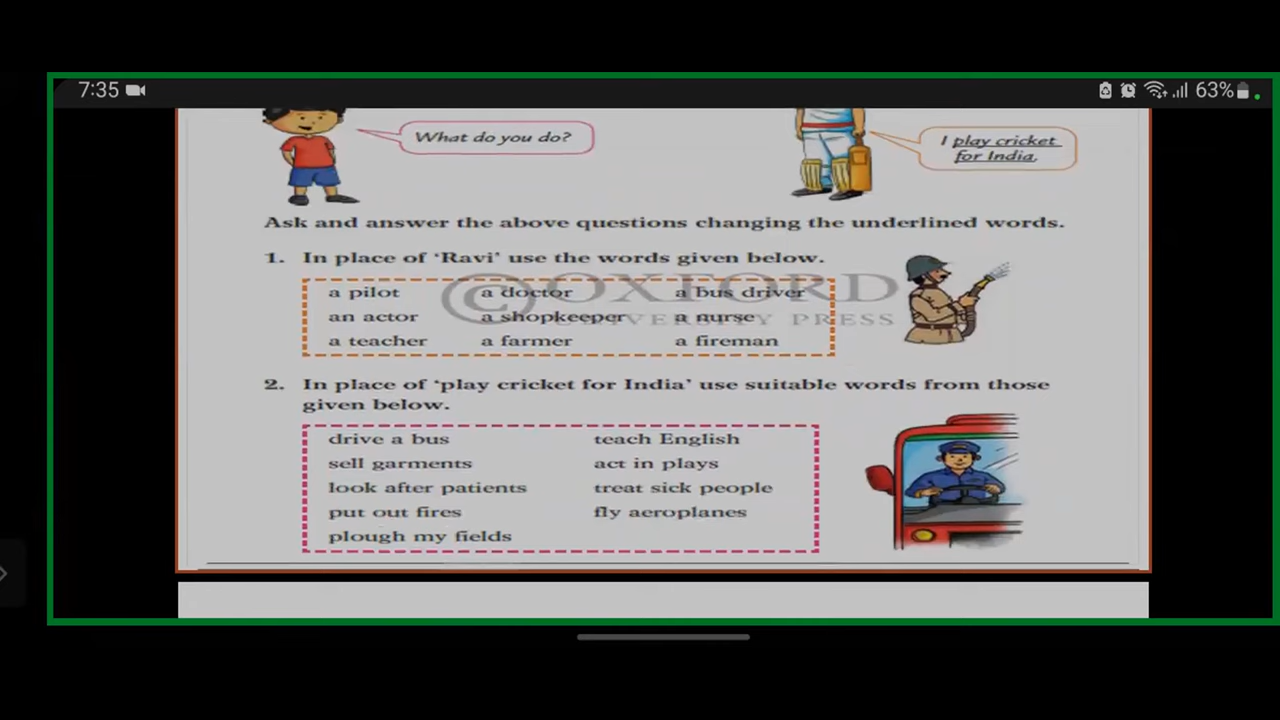 7:35 63%
What do you do?
I play cricket
for India.
Ask and answer the above questions changing the underlined words.
1. In place of ‘Ravi’ use the words given below.
a pilot a doctor a bus driver
an actor a shopkeeper a nurse
a teacher a farmer a fireman
© OXFORD
UNIVERSITY PRESS
2. In place of ‘play cricket for India’ use suitable words from those
given below.
drive a bus teach English
sell garments act in plays
look after patients treat sick people
put out fires fly aeroplanes
plough my fields